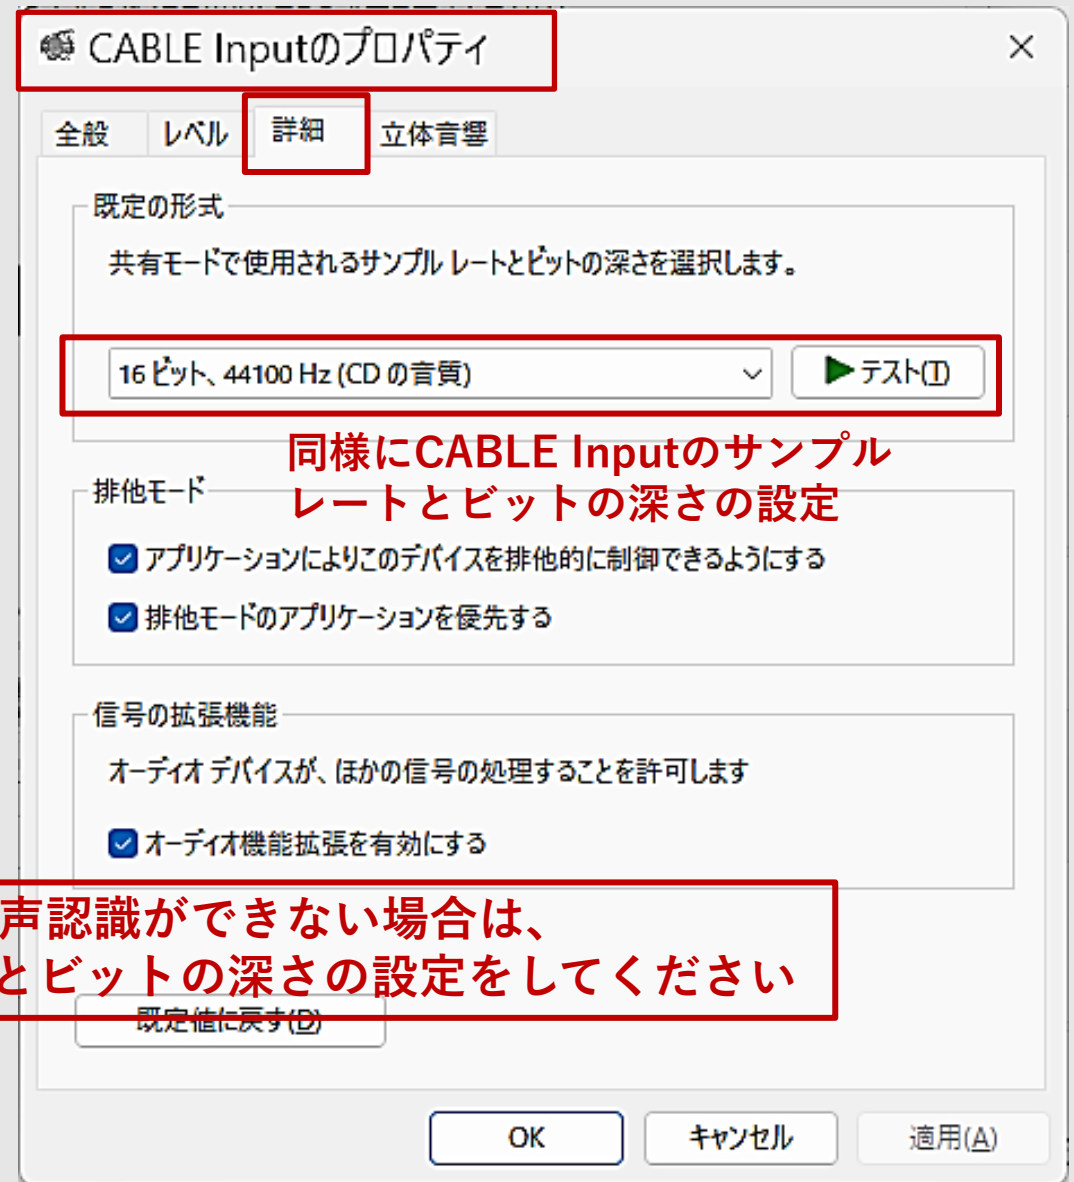 CABLE Inputのプロパティ
全般 レベル 詳細 立体音響
既定の形式
共有モードで使用されるサンプル レートとビットの深さを選択します。
16 ビット、44100 Hz (CD の音質)
テスト(T)
同様にCABLE Inputのサンプル
レートとビットの深さの設定
排他モード
アプリケーションによりこのデバイスを排他的に制御できるようにする
排他モードのアプリケーションを優先する
信号の拡張機能
オーディオ デバイスが、ほかの信号の処理することを許可します
オーディオ機能拡張を有効にする
声認識ができない場合は、
とビットの深さの設定をしてください
既定値に戻す(D)
OK キャンセル 適用(A)